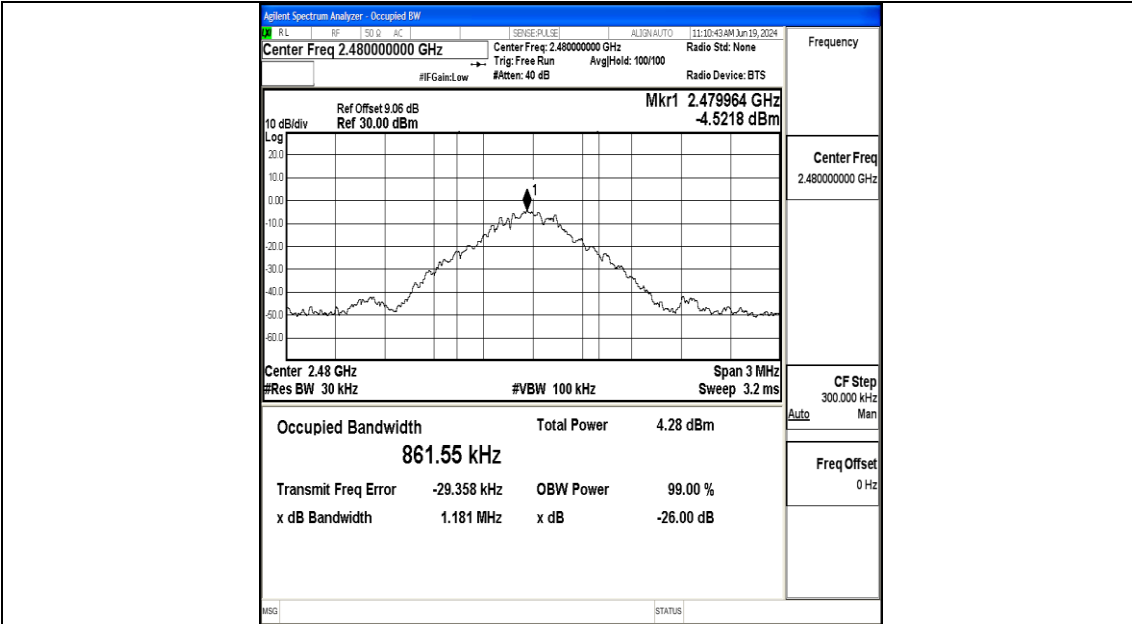 Agilent Spectrum Analyzer - Occupied BW
LXI RL RF 50 Ω AC SENSE:PULSE ALIGN AUTO 11:10:43 AM Jun 19, 2024
Center Freq 2.480000000 GHz
Center Freq: 2.480000000 GHz Radio Std: None
Trig: Free Run Avg|Hold: 100/100
#IFGain:Low #Atten: 40 dB Radio Device: BTS
Frequency
Mkr1 2.479964 GHz
-4.5218 dBm
Ref Offset 9.06 dB
10 dB/div Ref 30.00 dBm
Log
20.0
10.0
0.00
-10.0
-20.0
-30.0
-40.0
-50.0
-60.0
1
Center 2.48 GHz Span 3 MHz
#Res BW 30 kHz #VBW 100 kHz Sweep 3.2 ms
Center Freq
2.480000000 GHz
CF Step
300.000 kHz
Auto Man
Freq Offset
0 Hz
Occupied Bandwidth Total Power 4.28 dBm
861.55 kHz
Transmit Freq Error -29.358 kHz OBW Power 99.00 %
x dB Bandwidth 1.181 MHz x dB -26.00 dB
MSG STATUS